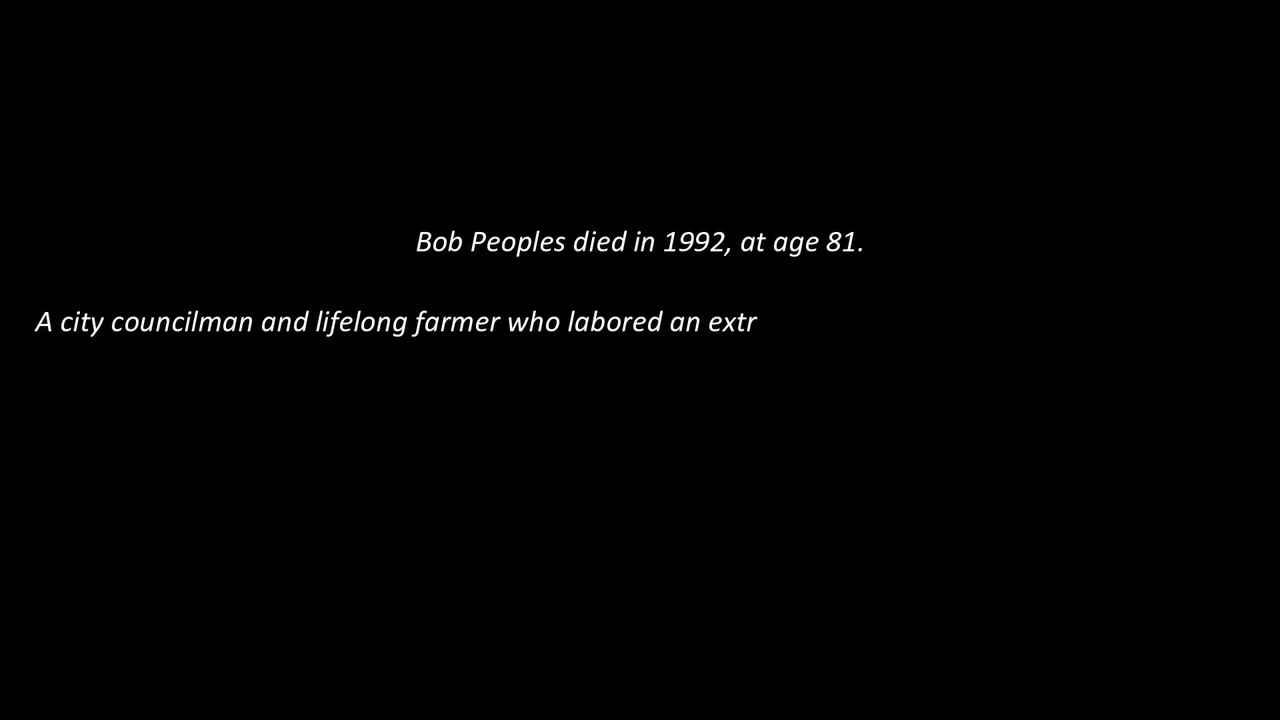 Bob Peoples died in 1992, at age 81.
A city councilman and lifelong farmer who labored an extr